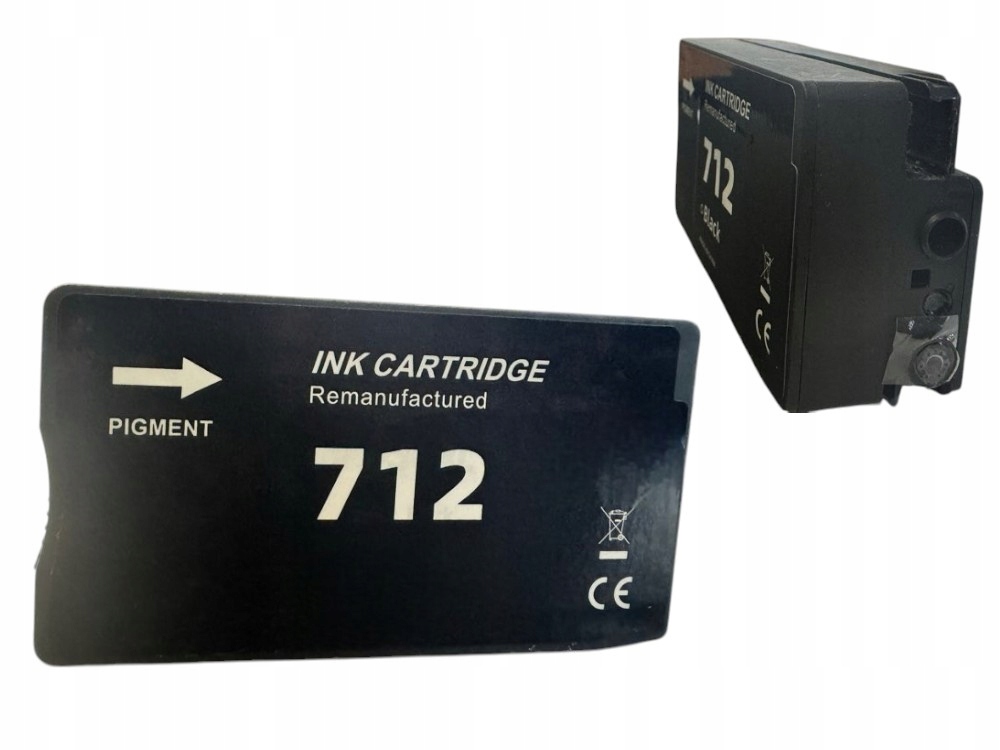 INK CARTRIDGE
Remanufactured
712
Black
CE
PIGMENT
INK CARTRIDGE
Remanufactured
712
CE